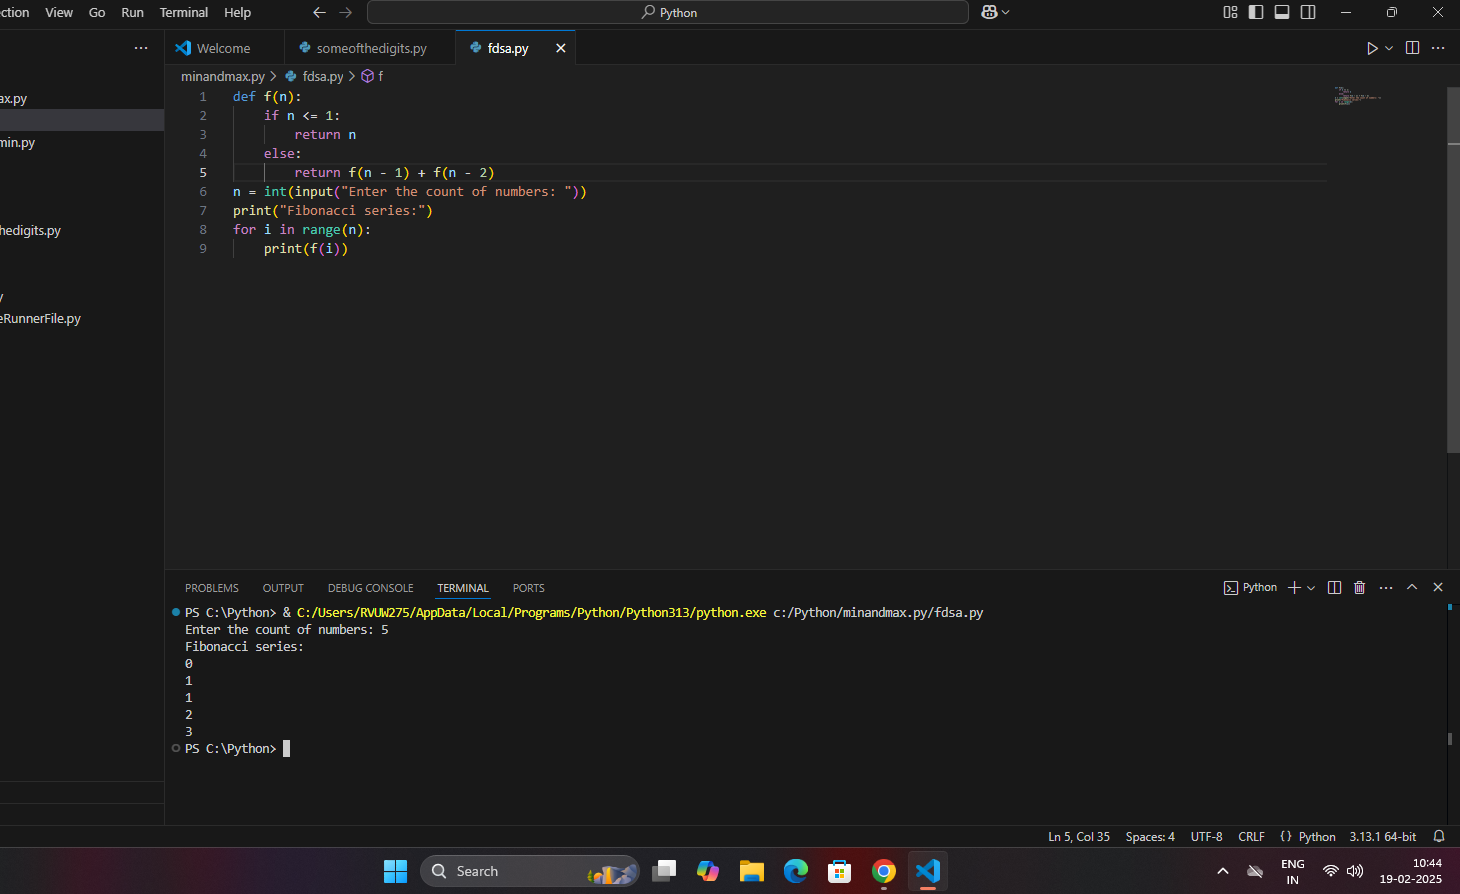 ction View Go Run Terminal Help Python
Welcome someofthedigits.py fdsa.py
minandmax.py > fdsa.py > f
ax.py
min.py
hedigits.py
y
eRunnerFile.py
1 def f(n):
2 if n <= 1:
3 return n
4 else:
5 return f(n - 1) + f(n - 2)
6 n = int(input("Enter the count of numbers: "))
7 print("Fibonacci series:")
8 for i in range(n):
9 print(f(i))
PROBLEMS OUTPUT DEBUG CONSOLE TERMINAL PORTS Python
PS C:\Python> & C:/Users/RVUW275/AppData/Local/Programs/Python/Python313/python.exe c:/Python/minandmax.py/fdsa.py
Enter the count of numbers: 5
Fibonacci series:
0
1
1
2
3
PS C:\Python>
Ln 5, Col 35 Spaces: 4 UTF-8 CRLF {} Python 3.13.1 64-bit
Search
ENG
IN
10:44
19-02-2025